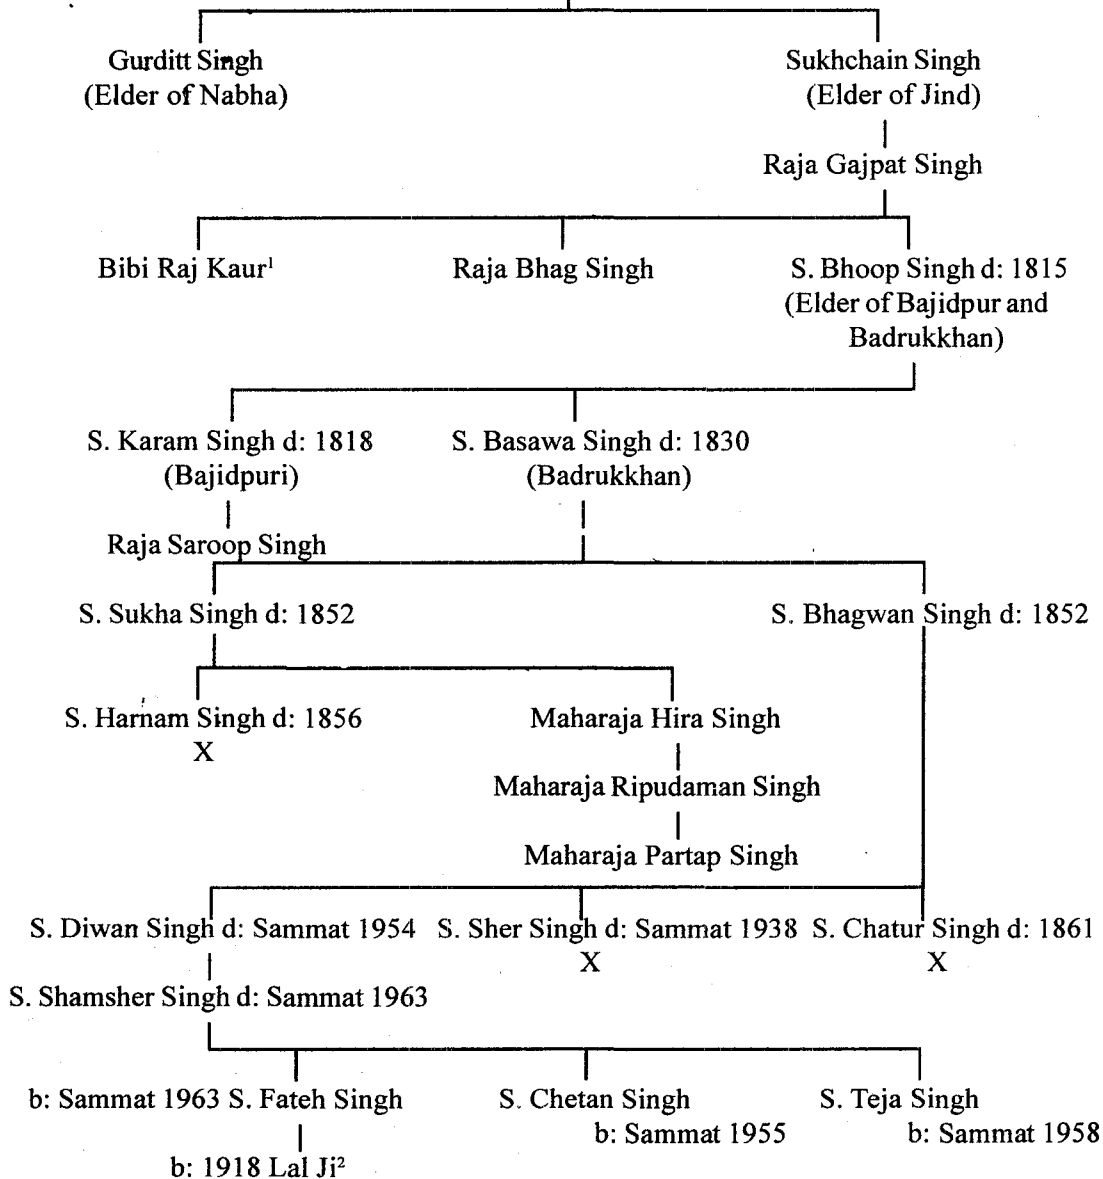 Gurditt Singh
(Elder of Nabha)
Sukhchain Singh
(Elder of Jind)
Raja Gajpat Singh
Bibi Raj Kaur¹
Raja Bhag Singh
S. Bhoop Singh d: 1815
(Elder of Bajidpur and
Badrukkhan)
S. Karam Singh d: 1818
(Bajidpuri)
S. Basawa Singh d: 1830
(Badrukkhan)
Raja Saroop Singh
S. Sukha Singh d: 1852
S. Bhagwan Singh d: 1852
S. Harnam Singh d: 1856
X
Maharaja Hira Singh
Maharaja Ripudaman Singh
Maharaja Partap Singh
S. Diwan Singh d: Sammat 1954
S. Sher Singh d: Sammat 1938
X
S. Chatur Singh d: 1861
X
S. Shamsher Singh d: Sammat 1963
b: Sammat 1963 S. Fateh Singh
S. Chetan Singh
b: Sammat 1955
S. Teja Singh
b: Sammat 1958
b: 1918 Lal Ji²